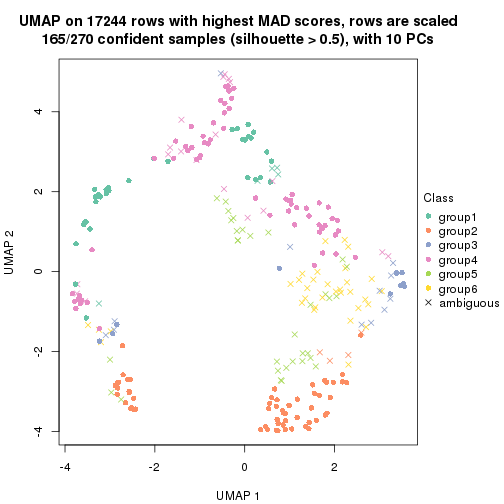 UMAP on 17244 rows with highest MAD scores, rows are scaled
165/270 confident samples (silhouette > 0.5), with 10 PCs
4
2
0
-2
-4
UMAP 2
-4
-2
0
2
UMAP 1
Class
group1
group2
group3
group4
group5
group6
ambiguous